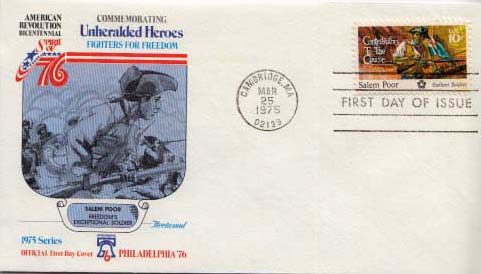 AMERICAN
REVOLUTION
BICENTENNIAL
SPIRIT
OF
'76
COMMEMORATING
Unheralded Heroes
FIGHTERS FOR FREEDOM
SALEM POOR
FREEDOM'S
EXCEPTIONAL SOLDIER
Fleetwood
1975 Series
OFFICIAL First Day Cover
PHILADELPHIA '76
CAMBRIDGE, MA
MAR
25
1975
02139
Contributors
To The
Cause...
US
10c
Salem Poor
Gallant Soldier
FIRST DAY OF ISSUE